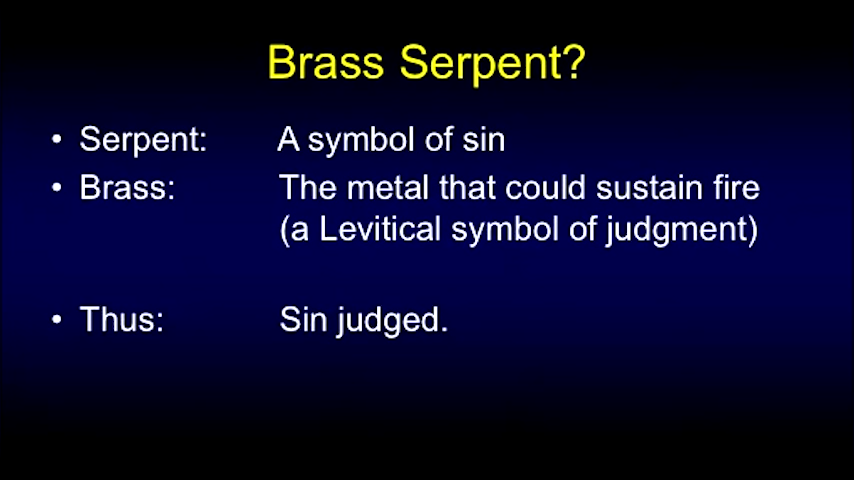 Brass Serpent?
• Serpent: A symbol of sin
• Brass: The metal that could sustain fire
(a Levitical symbol of judgment)
• Thus: Sin judged.